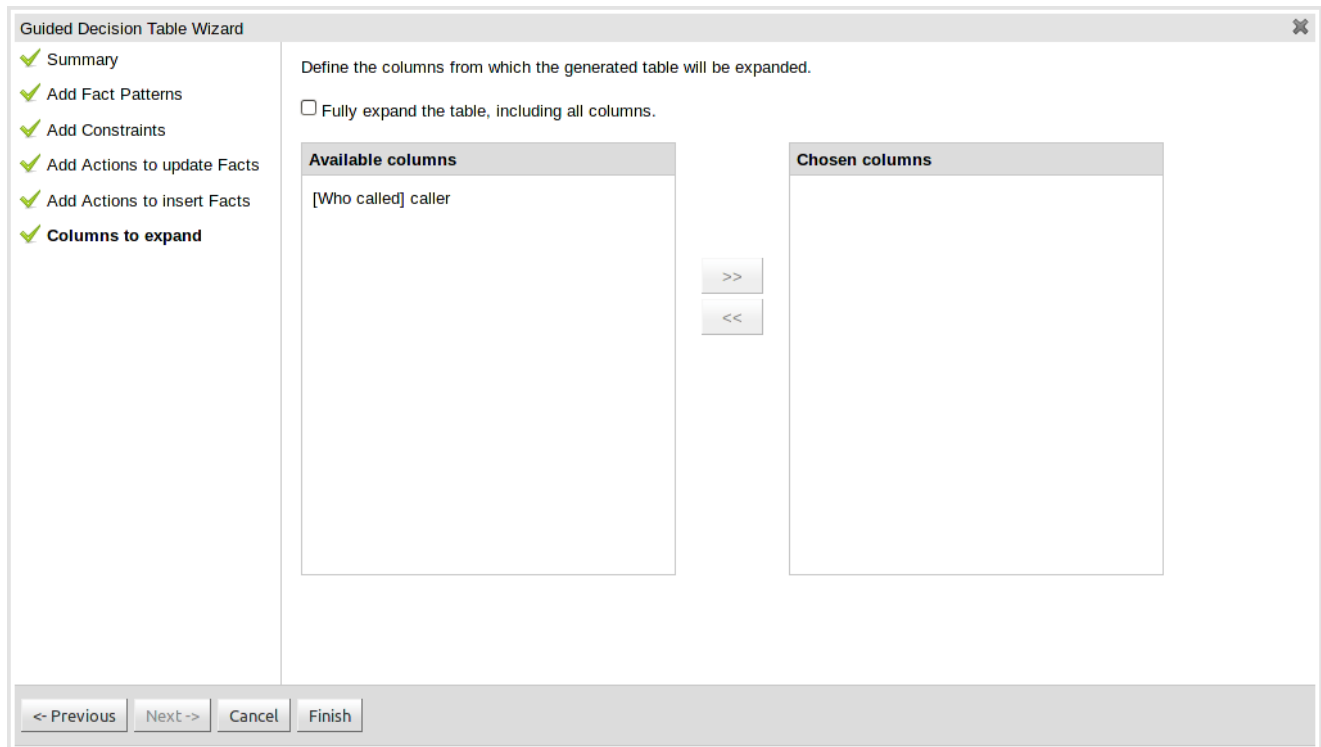 Guided Decision Table Wizard
Summary
Add Fact Patterns
Add Constraints
Add Actions to update Facts
Add Actions to insert Facts
Columns to expand
Define the columns from which the generated table will be expanded.
Fully expand the table, including all columns.
Available columns
[Who called] caller
>>
<<
Chosen columns
<- Previous
Next ->
Cancel
Finish